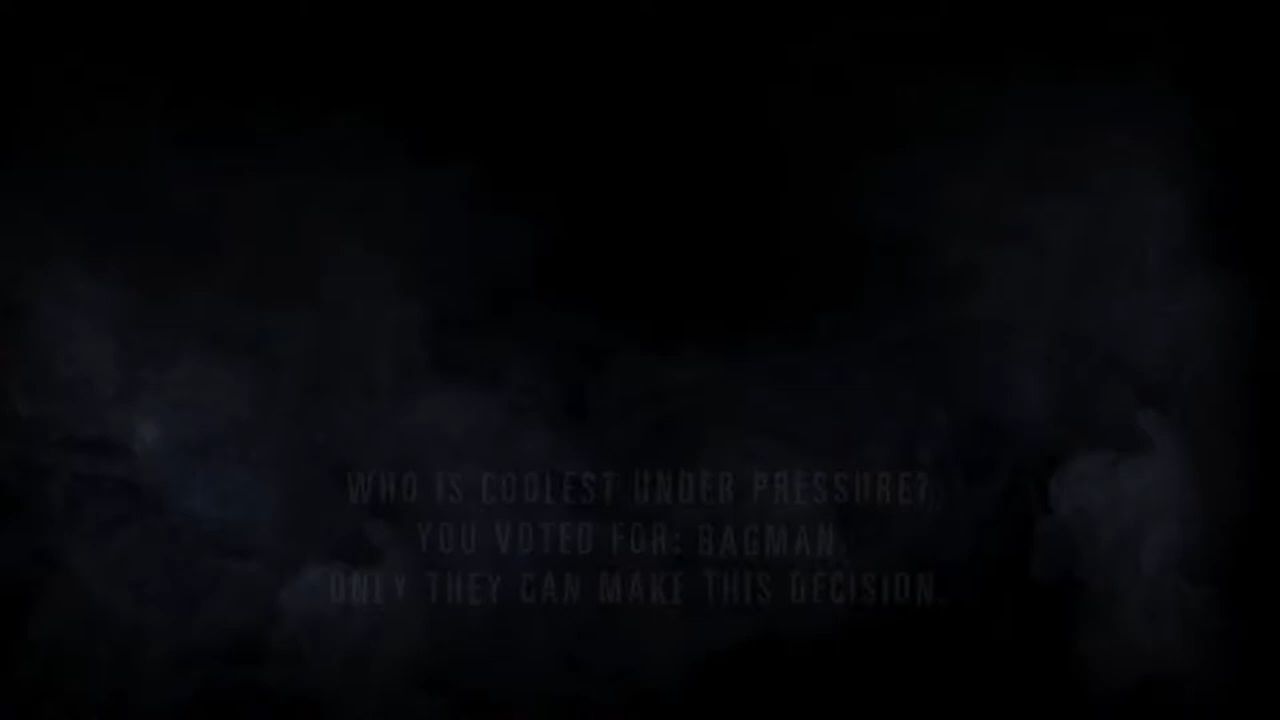 WHO IS COOLEST UNDER PRESSURE?
YOU VOTED FOR: BAGMAN.
ONLY THEY CAN MAKE THIS DECISION.